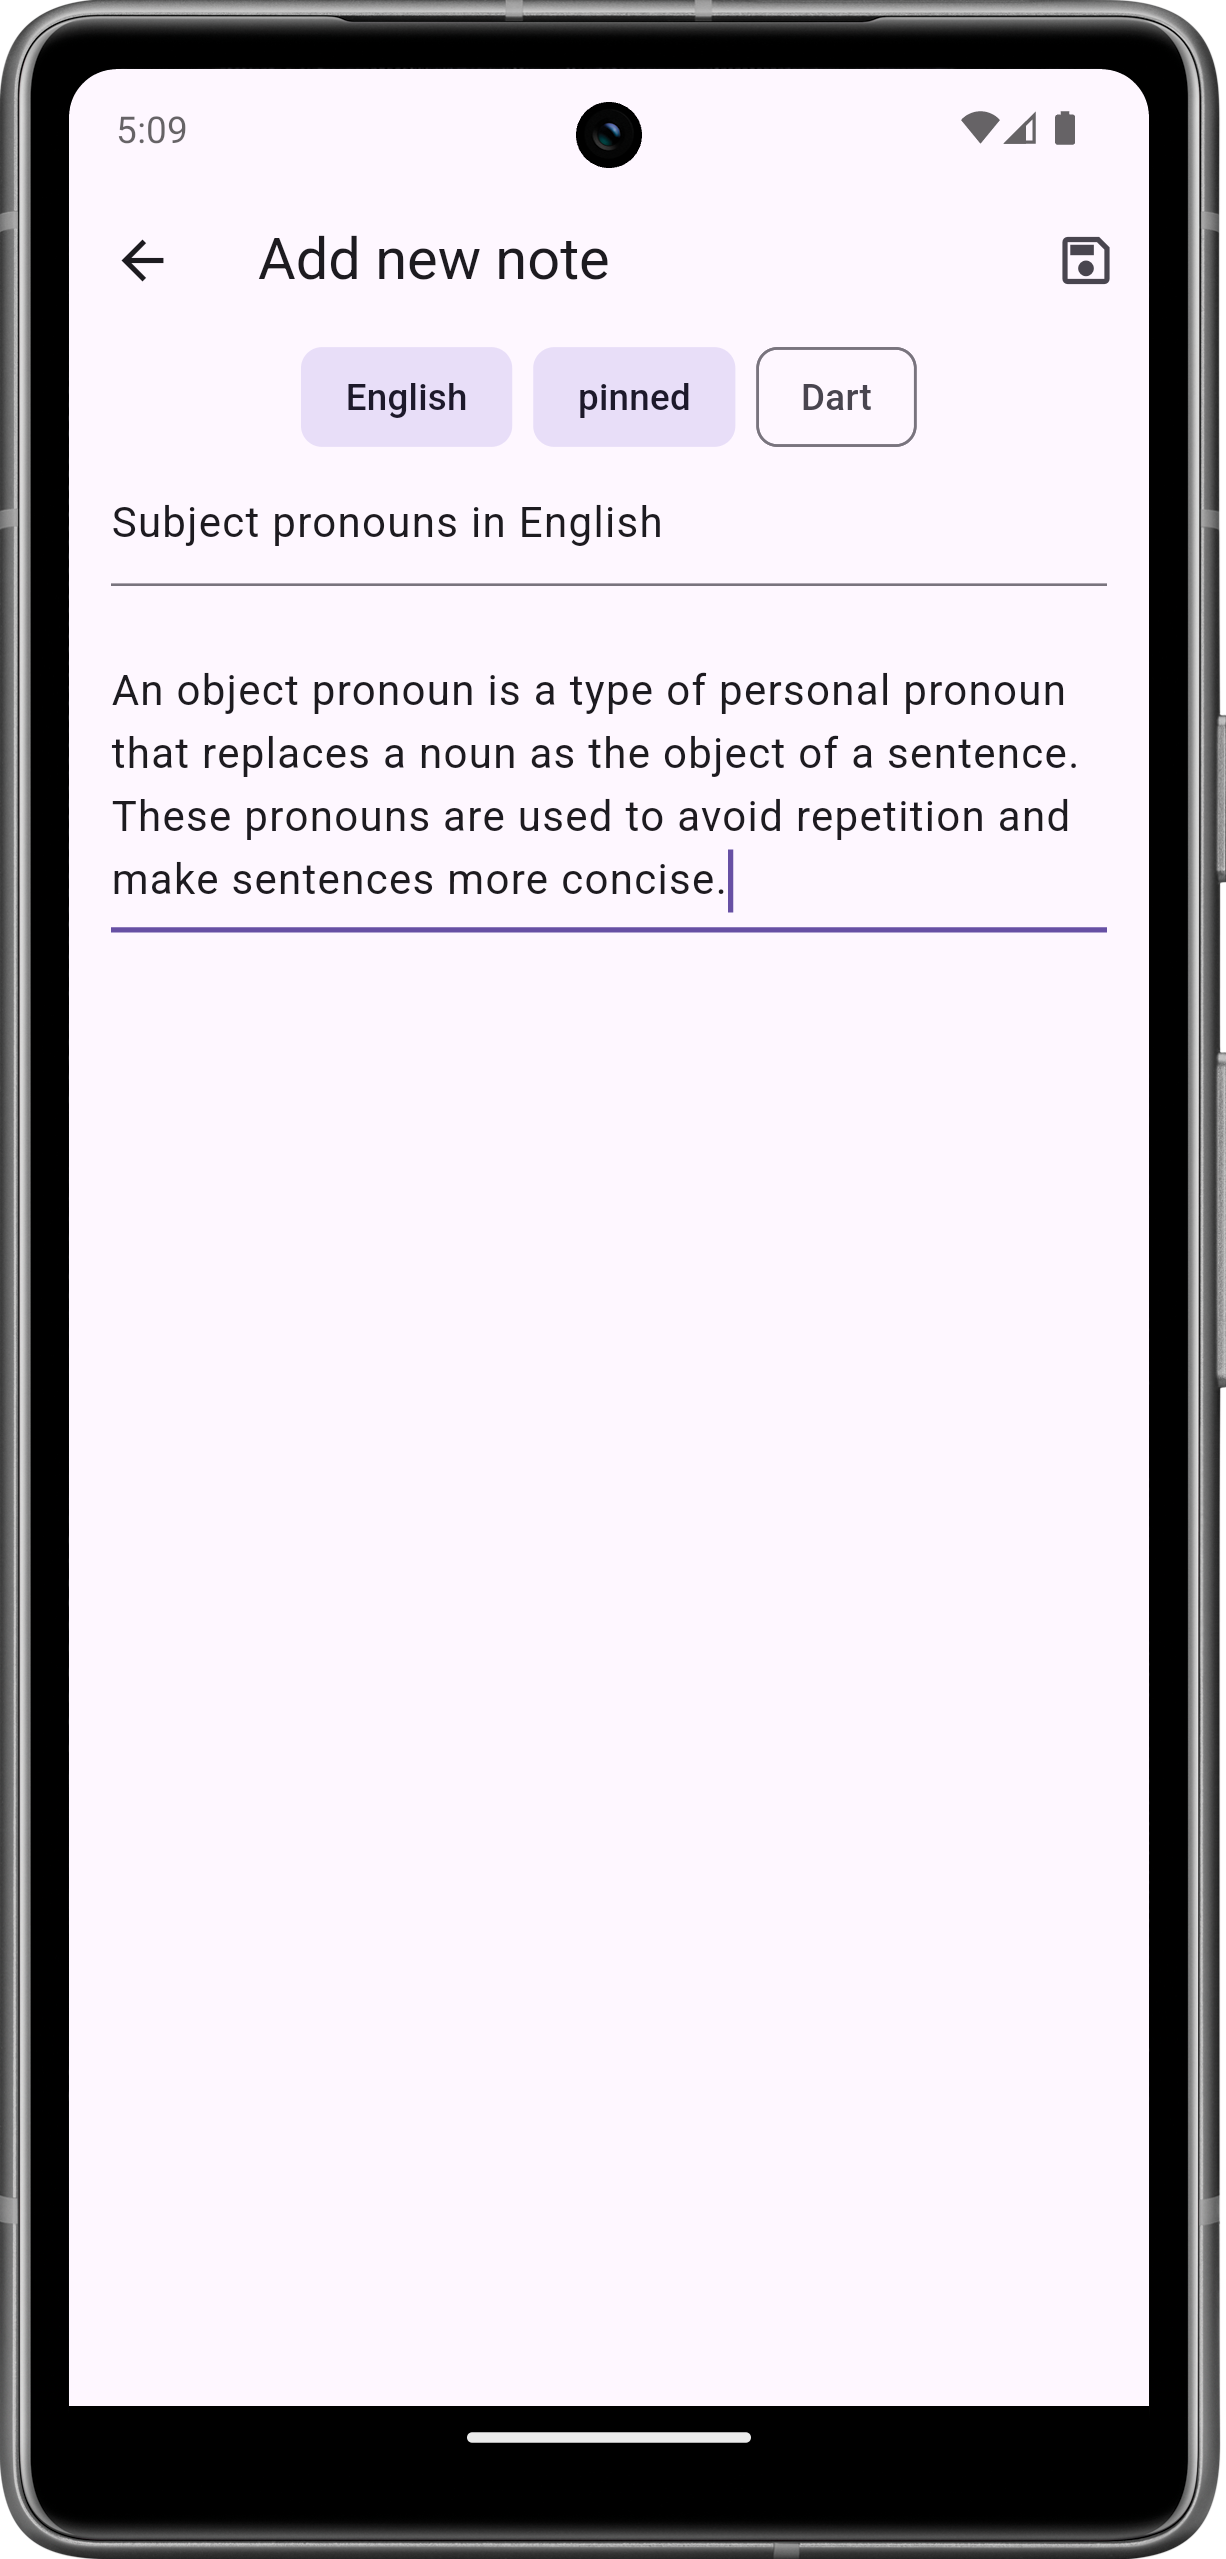 5:09
Add new note
English
pinned
Dart
Subject pronouns in English
An object pronoun is a type of personal pronoun
that replaces a noun as the object of a sentence.
These pronouns are used to avoid repetition and
make sentences more concise.